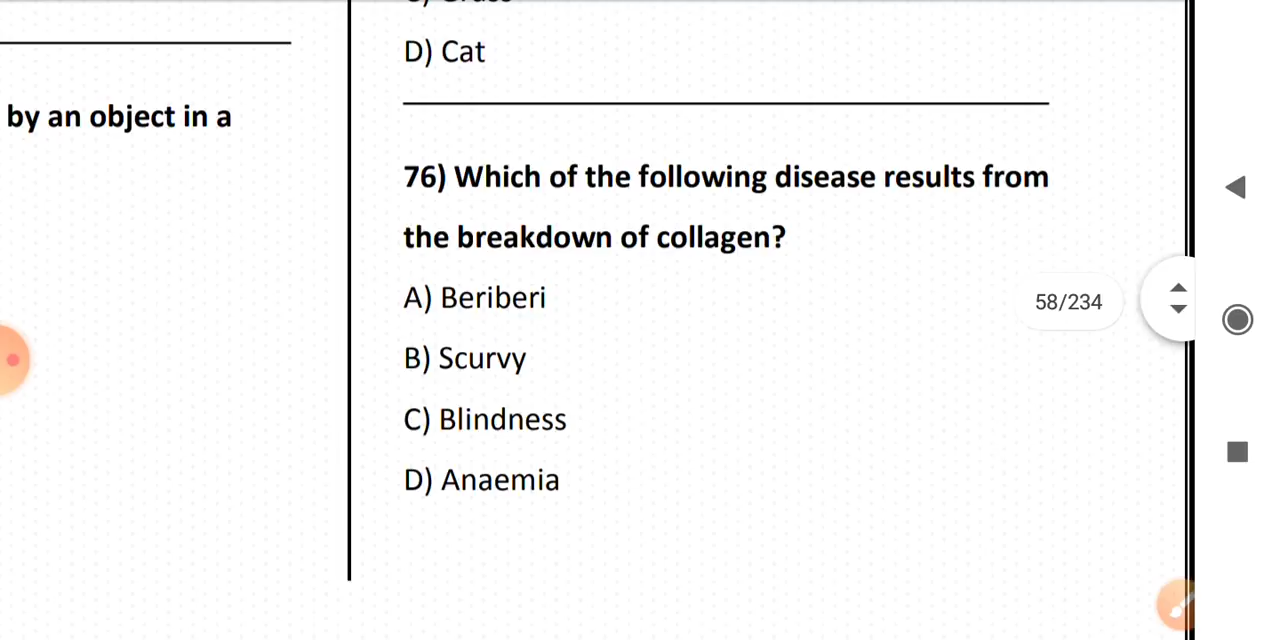 D) Cat
by an object in a
76) Which of the following disease results from
the breakdown of collagen?
A) Beriberi
58/234
B) Scurvy
C) Blindness
D) Anaemia